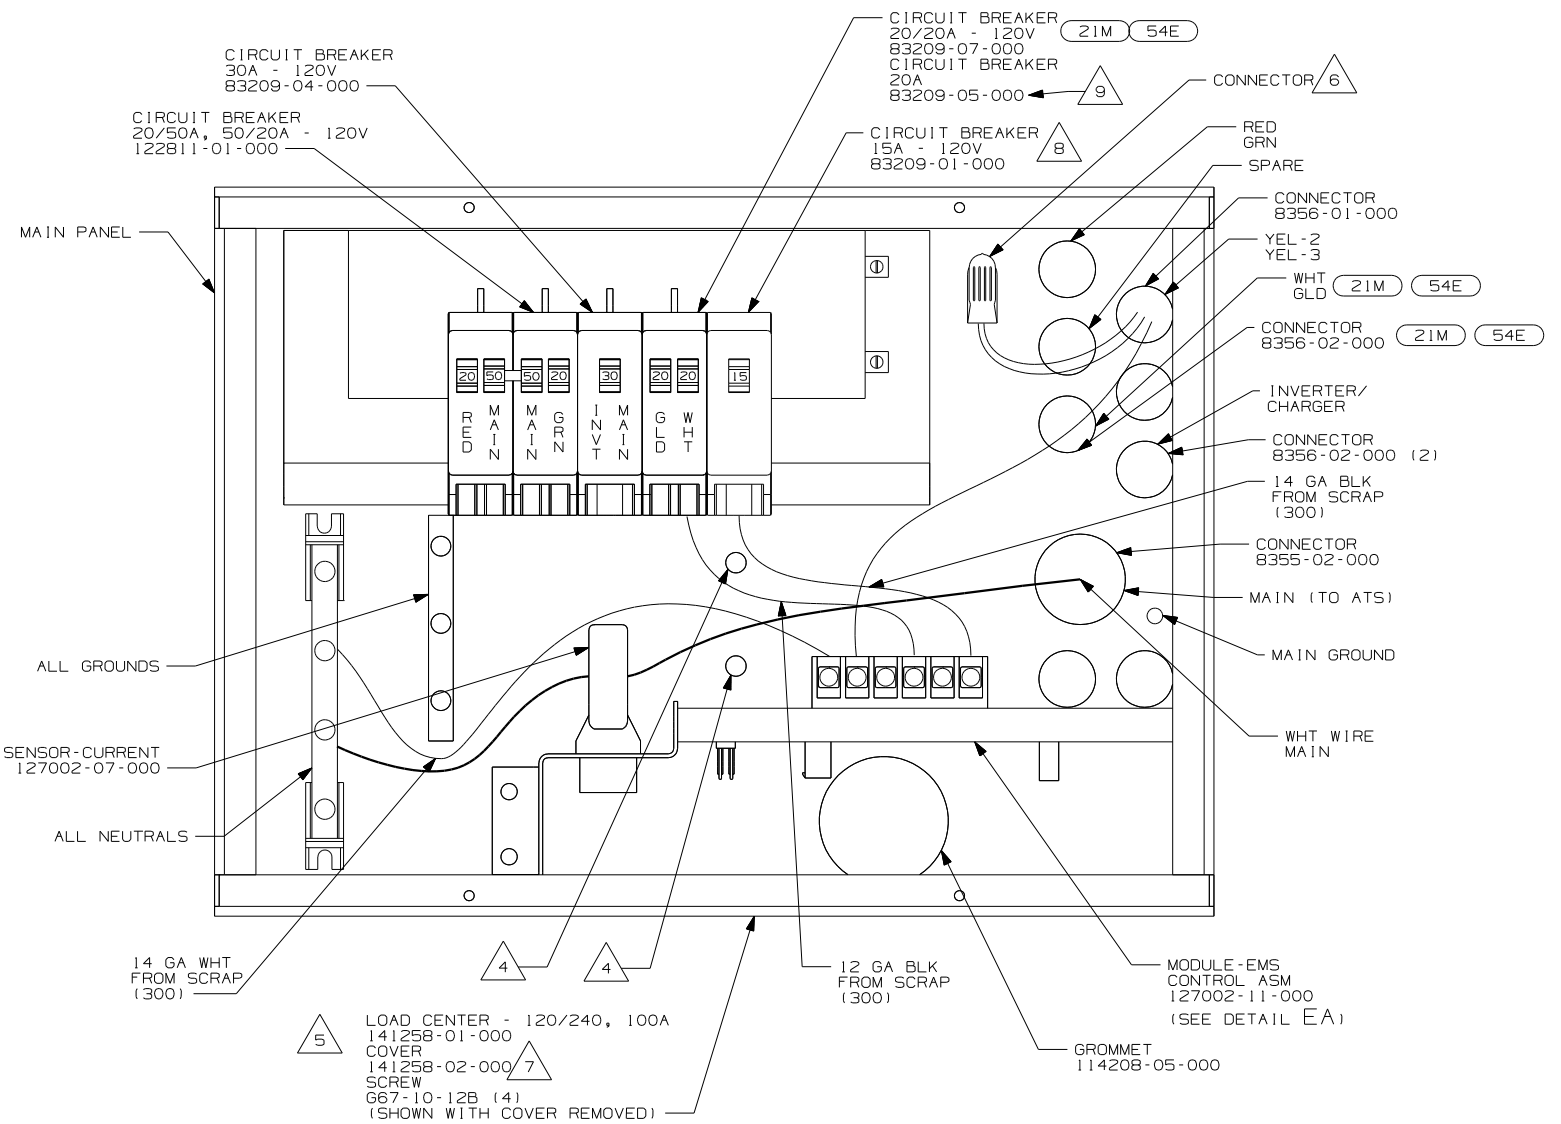 CIRCUIT BREAKER
20/20A - 120V
83209-07-000
CIRCUIT BREAKER
20A
83209-05-000
21M
54E
9
CIRCUIT BREAKER
30A - 120V
83209-04-000
CONNECTOR
6
CIRCUIT BREAKER
20/50A, 50/20A - 120V
122811-01-000
CIRCUIT BREAKER
15A - 120V
83209-01-000
8
RED
GRN
SPARE
CONNECTOR
8356-01-000
MAIN PANEL
YEL-2
YEL-3
WHT
GLD
21M
54E
CONNECTOR
8356-02-000
21M
54E
20
50
50
20
30
20
20
15
RED
MAIN
MAIN
GRN
INVT
MAIN
GLD
WHT
INVERTER/
CHARGER
CONNECTOR
8356-02-000 (2)
14 GA BLK
FROM SCRAP
(300)
CONNECTOR
8355-02-000
MAIN (TO ATS)
ALL GROUNDS
MAIN GROUND
SENSOR-CURRENT
127002-07-000
WHT WIRE
MAIN
ALL NEUTRALS
14 GA WHT
FROM SCRAP
(300)
4
4
12 GA BLK
FROM SCRAP
(300)
MODULE-EMS
CONTROL ASM
127002-11-000
(SEE DETAIL EA)
5
LOAD CENTER - 120/240, 100A
141258-01-000
COVER
141258-02-000
7
SCREW
G67-10-12B (4)
(SHOWN WITH COVER REMOVED)
GROMMET
114208-05-000